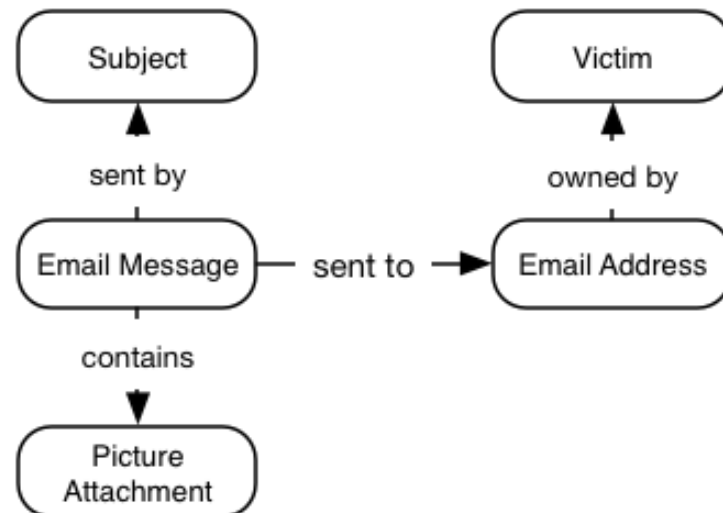 Subject
Victim
sent by
owned by
Email Message
sent to
Email Address
contains
Picture
Attachment